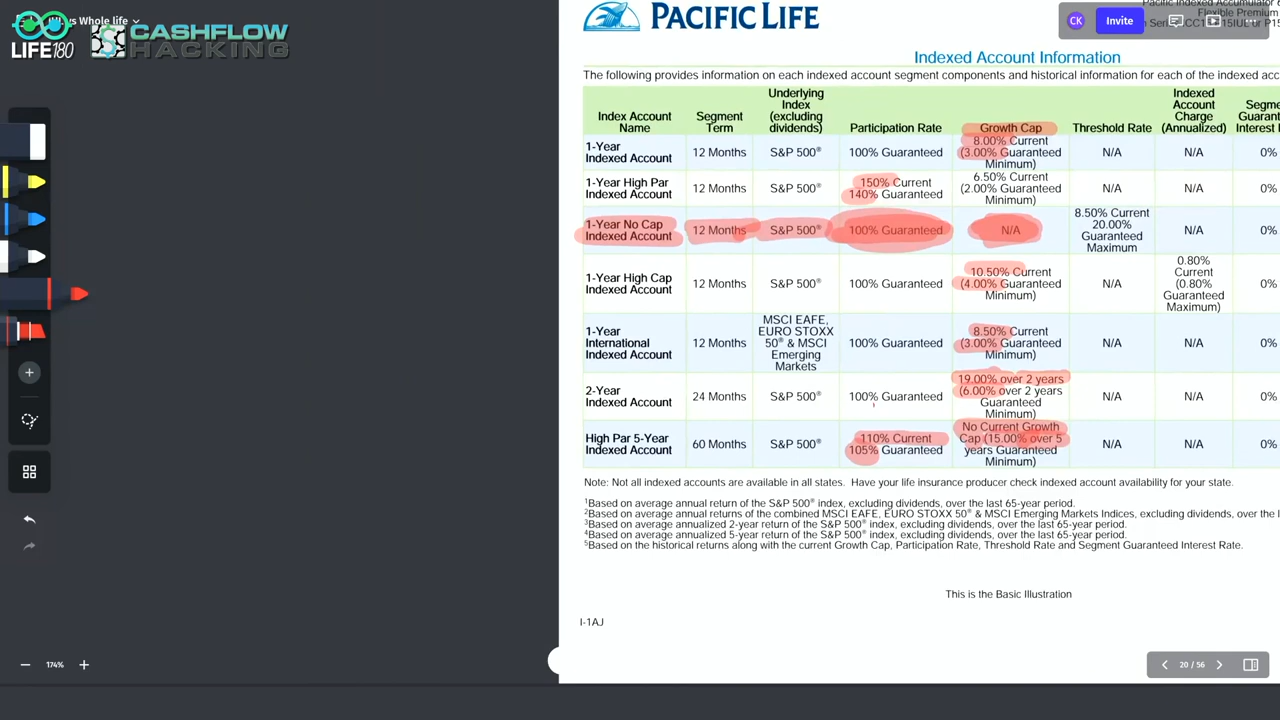 s Whole life
LIFE180
CASHFLOW
HACKING
PACIFIC LIFE
Pacific Indexed Accumulator 6
Flexible Premium
CK
Invite
Indexed Account Information
The following provides information on each indexed account segment components and historical information for each of the indexed acc
Index Account
Name
Segment
Term
Underlying
Index
(excluding
dividends)
Participation Rate
Growth Cap
Threshold Rate
Indexed
Account
Charge
(Annualized)
Segme
Guaran
Interest
1-Year
Indexed Account
12 Months
S&P 500®
100% Guaranteed
8.00% Current
(3.00% Guaranteed
Minimum)
N/A
N/A
0%
1-Year High Par
Indexed Account
12 Months
S&P 500®
150% Current
140% Guaranteed
6.50% Current
(2.00% Guaranteed
Minimum)
N/A
N/A
0%
1-Year No Cap
Indexed Account
12 Months
S&P 500®
100% Guaranteed
N/A
8.50% Current
20.00%
Guaranteed
Maximum
N/A
0%
1-Year High Cap
Indexed Account
12 Months
S&P 500®
100% Guaranteed
10.50% Current
(4.00% Guaranteed
Minimum)
N/A
0.80%
Current
(0.80%
Guaranteed
Maximum)
0%
1-Year
International
Indexed Account
12 Months
MSCI EAFE,
EURO STOXX
50® & MSCI
Emerging
Markets
100% Guaranteed
8.50% Current
(3.00% Guaranteed
Minimum)
N/A
N/A
0%
2-Year
Indexed Account
24 Months
S&P 500®
100% Guaranteed
19.00% over 2 years
(6.00% over 2 years
Guaranteed
Minimum)
N/A
N/A
0%
High Par 5-Year
Indexed Account
60 Months
S&P 500®
110% Current
105% Guaranteed
No Current Growth
Cap (15.00% over 5
years Guaranteed
Minimum)
N/A
N/A
0%
Note: Not all indexed accounts are available in all states. Have your life insurance producer check indexed account availability for your state.
1Based on average annual return of the S&P 500® index, excluding dividends, over the last 65-year period.
2Based on average annual returns of the combined MSCI EAFE, EURO STOXX 50® & MSCI Emerging Markets Indices, excluding dividends, over the l
3Based on average annualized 2-year return of the S&P 500® index, excluding dividends, over the last 65-year period.
4Based on average annualized 5-year return of the S&P 500® index, excluding dividends, over the last 65-year period.
5Based on the historical returns along with the current Growth Cap, Participation Rate, Threshold Rate and Segment Guaranteed Interest Rate.
This is the Basic Illustration
I-1AJ
174%
20 / 56